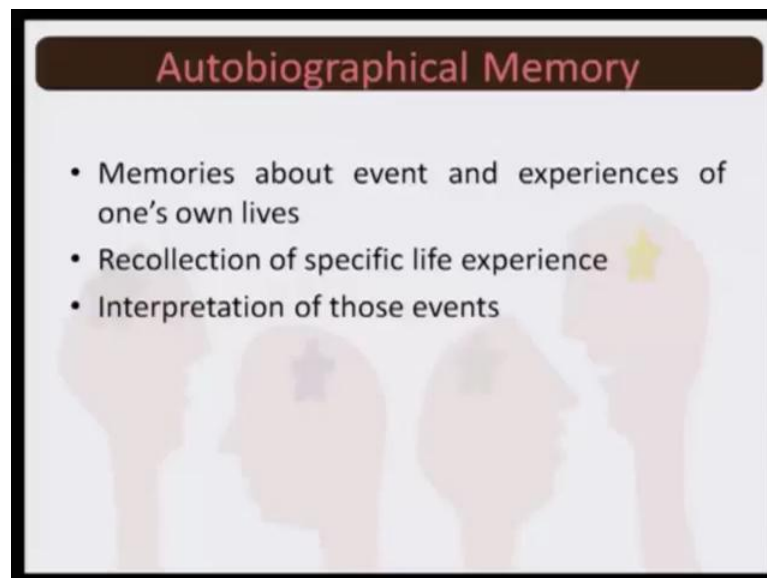 Autobiographical Memory
• Memories about event and experiences of
one's own lives
• Recollection of specific life experience
• Interpretation of those events